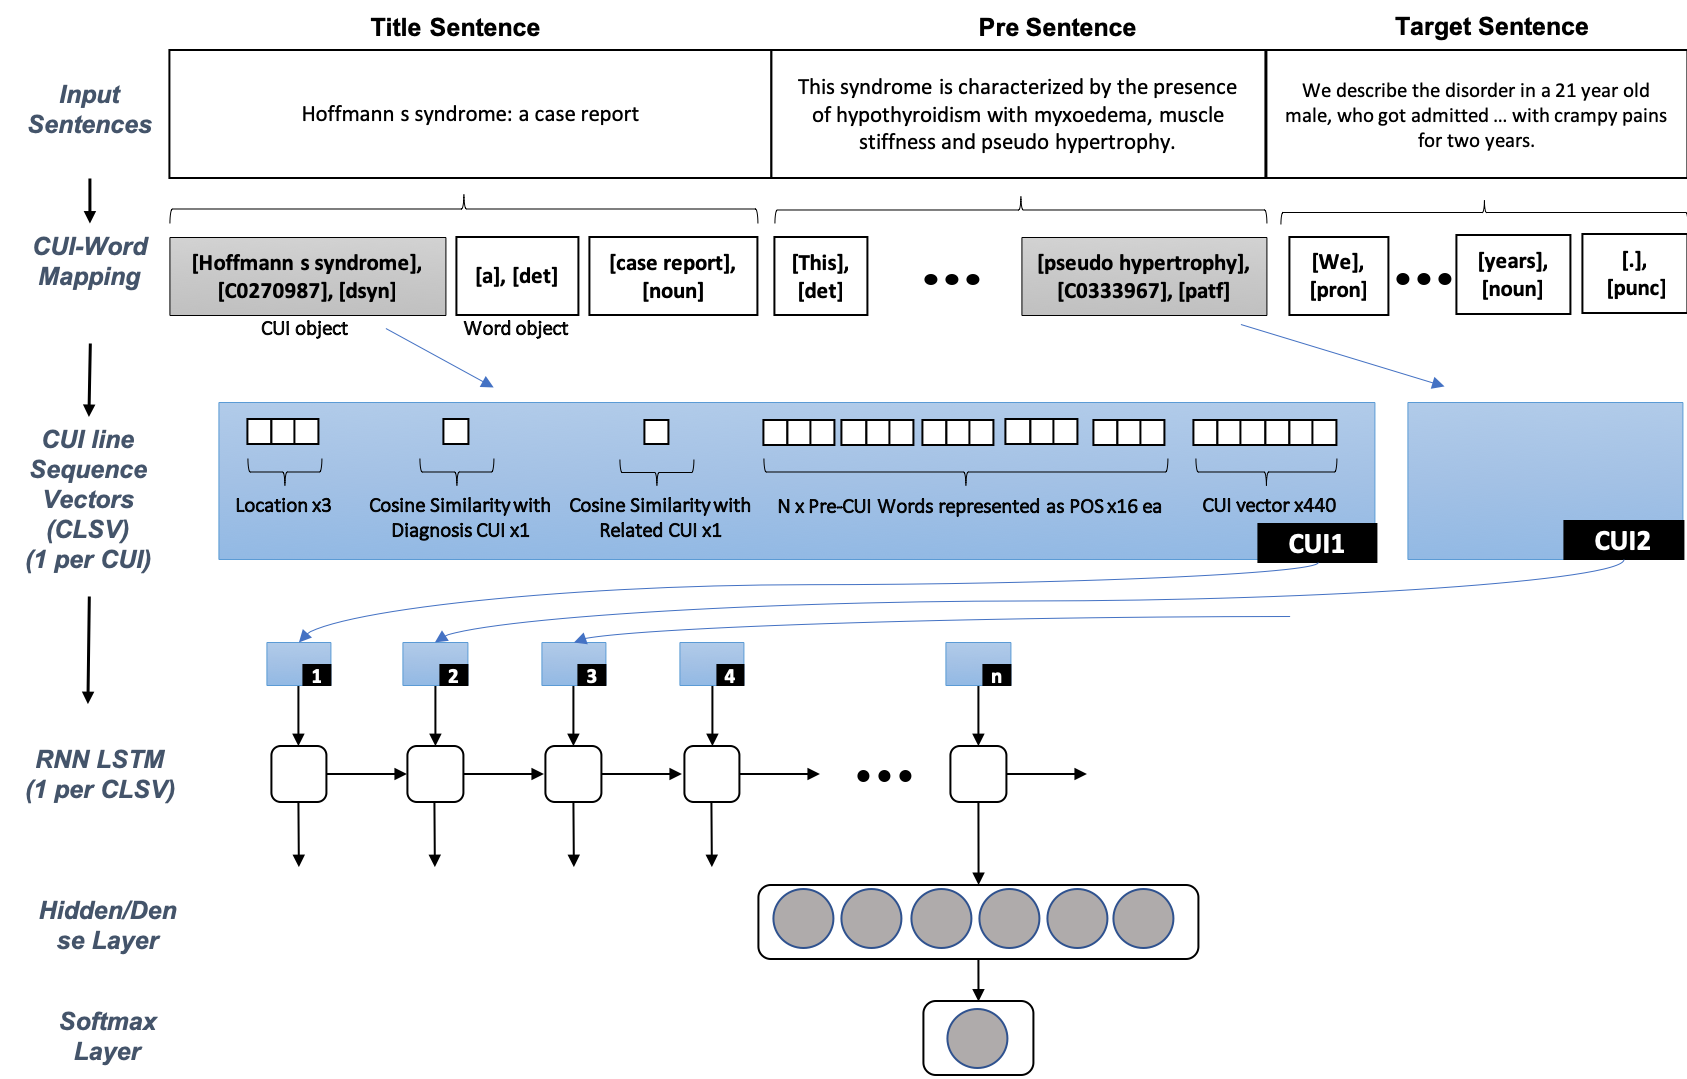 Title Sentence
Pre Sentence
Target Sentence
Input
Sentences
Hoffmann s syndrome: a case report
This syndrome is characterized by the presence
of hypothyroidism with myxoedema, muscle
stiffness and pseudo hypertrophy.
We describe the disorder in a 21 year old
male, who got admitted ... with crampy pains
for two years.
CUI-Word
Mapping
[Hoffmann s syndrome],
[C0270987], [dsyn]
[a], [det]
[case report],
[noun]
[This],
[det]
[pseudo hypertrophy],
[C0333967], [patf]
[We],
[pron]
[years],
[noun]
[.],
[punc]
CUI object
Word object
CUI line
Sequence
Vectors
(CLSV)
(1 per CUI)
Location x3
Cosine Similarity with
Diagnosis CUI x1
Cosine Similarity with
Related CUI x1
N x Pre-CUI Words represented as POS x16 ea
CUI vector x440
CUI1
CUI2
1
2
3
4
n
RNN LSTM
(1 per CLSV)
Hidden/Den
se Layer
Softmax
Layer